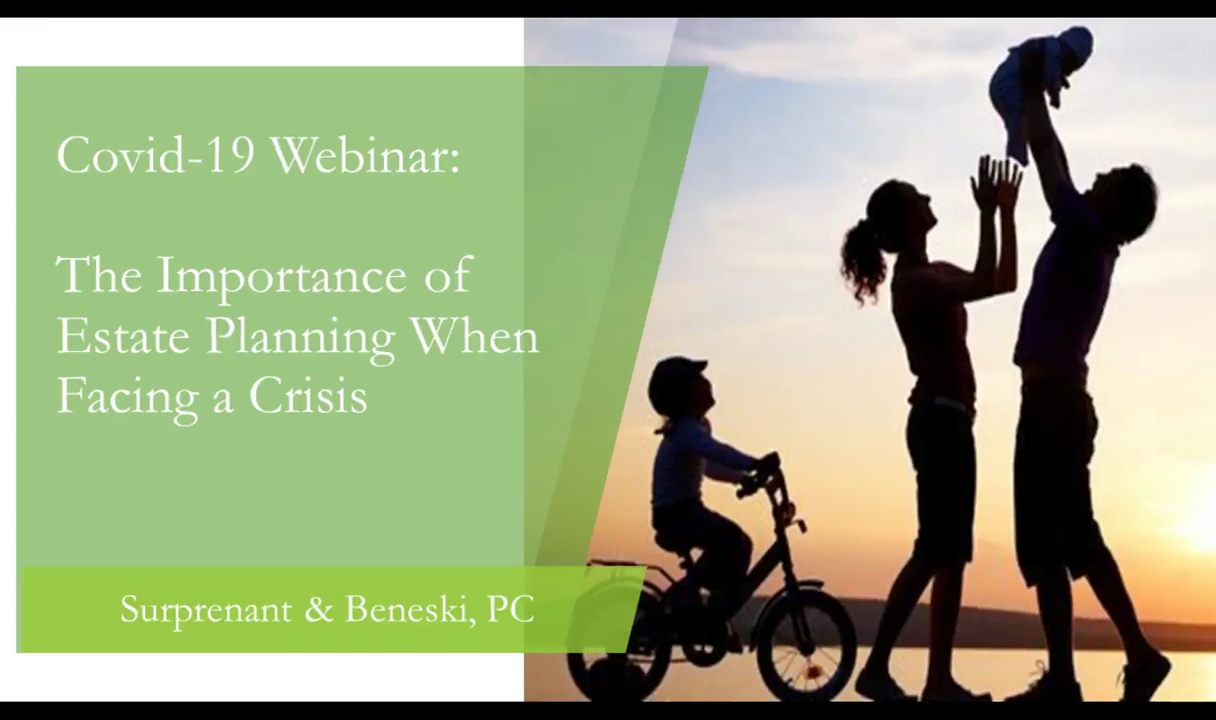 Covid-19 Webinar:
The Importance of
Estate Planning When
Facing a Crisis
Surprenant & Beneski, PC